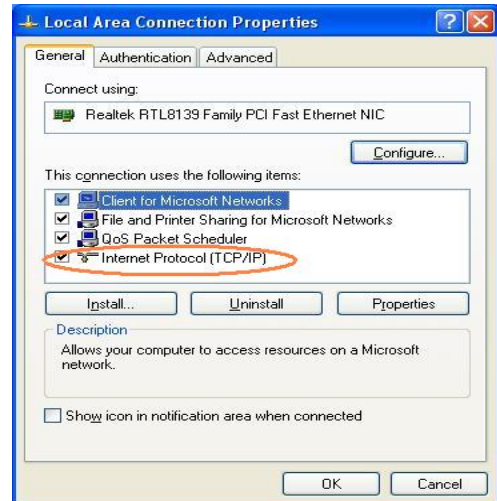 Local Area Connection Properties
General Authentication Advanced
Connect using:
Realtek RTL8139 Family PCI Fast Ethernet NIC
Configure...
This connection uses the following items:
Client for Microsoft Networks
File and Printer Sharing for Microsoft Networks
QoS Packet Scheduler
Internet Protocol (TCP/IP)
Install... Uninstall Properties
Description
Allows your computer to access resources on a Microsoft
network.
Show icon in notification area when connected
OK Cancel